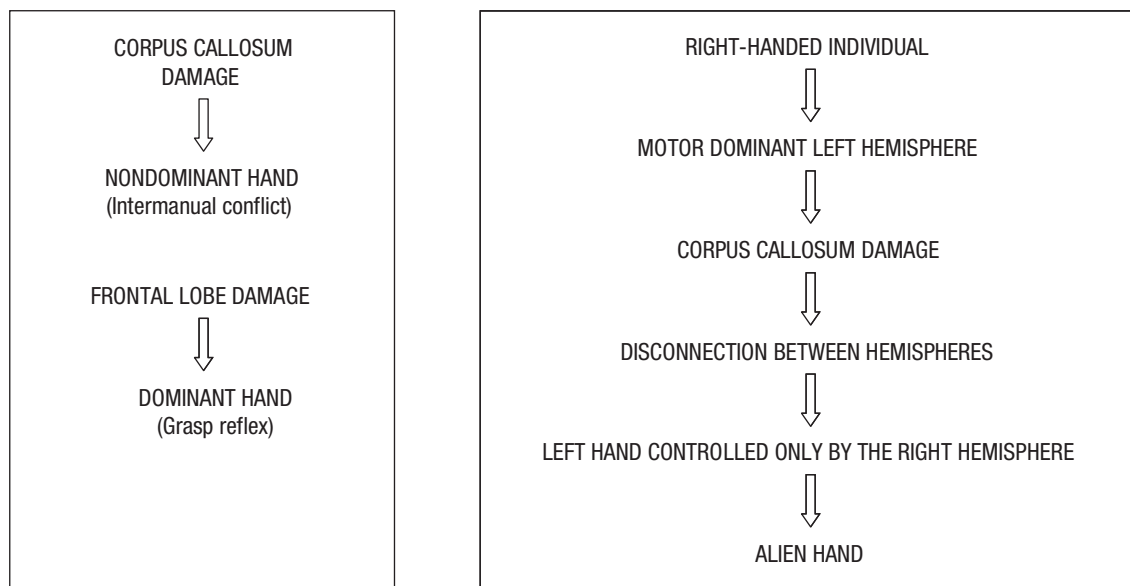 CORPUS CALLOSUM
DAMAGE
NONDOMINANT HAND
(Intermanual conflict)
FRONTAL LOBE DAMAGE
DOMINANT HAND
(Grasp reflex)
RIGHT-HANDED INDIVIDUAL
MOTOR DOMINANT LEFT HEMISPHERE
CORPUS CALLOSUM DAMAGE
DISCONNECTION BETWEEN HEMISPHERES
LEFT HAND CONTROLLED ONLY BY THE RIGHT HEMISPHERE
ALIEN HAND